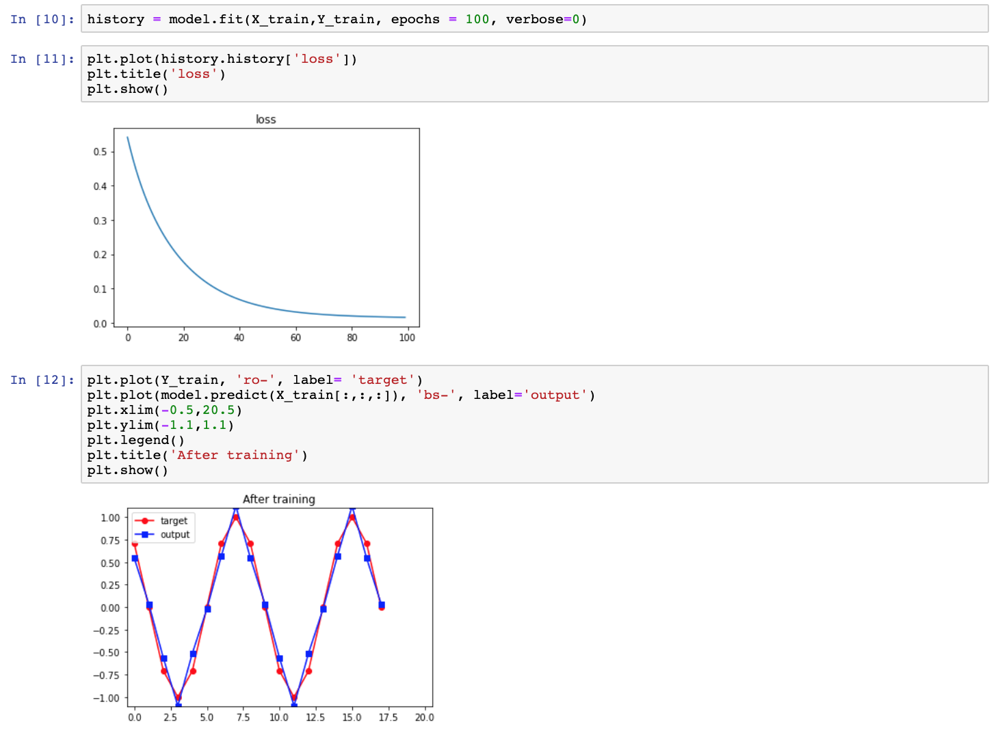 In [10]: history = model.fit(X_train,Y_train, epochs = 100, verbose=0)
In [11]: plt.plot(history.history['loss'])
plt.title('loss')
plt.show()
loss
0.5
0.4
0.3
0.2
0.1
0.0
0 20 40 60 80 100
In [12]: plt.plot(Y_train, 'ro-', label= 'target')
plt.plot(model.predict(X_train[:,:,:]), 'bs-', label='output')
plt.xlim(-0.5,20.5)
plt.ylim(-1.1,1.1)
plt.legend()
plt.title('After training')
plt.show()
After training
target
output
1.00
0.75
0.50
0.25
0.00
−0.25
−0.50
−0.75
−1.00
0.0 2.5 5.0 7.5 10.0 12.5 15.0 17.5 20.0